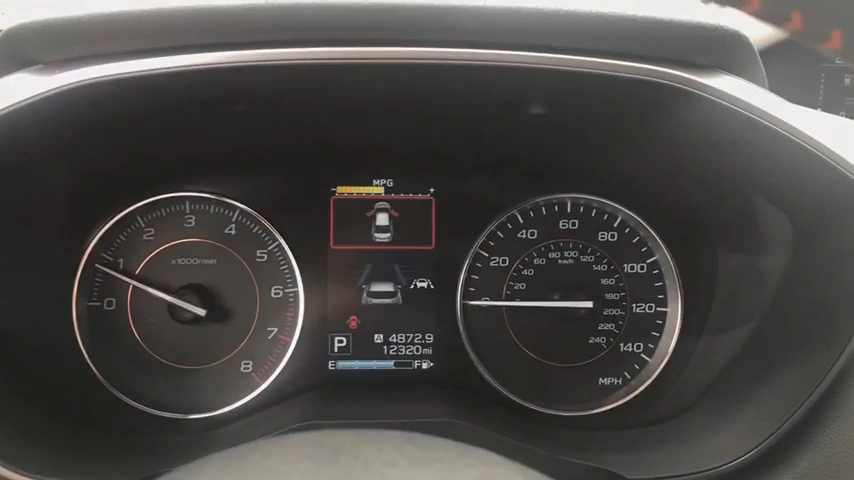 MPG
- +
0 1 2 3 4 5 6 7 8
x1000r/min
P
A 4872.9
12320mi
E F
20 40 60 80 100 120 140
MPH
20 40 60 80 100 120 140 160 180 200 220 240
km/h